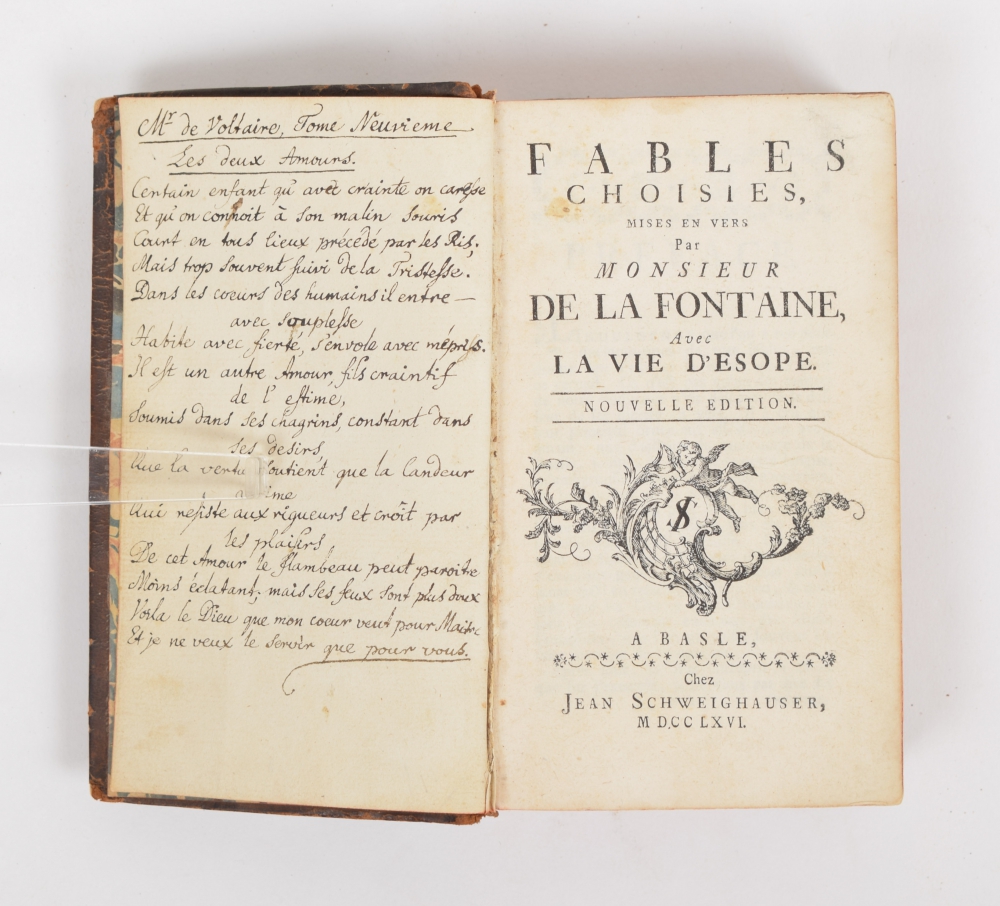 Mr de Voltaire, Tome Neuvieme
Les deux Amours.
Certain enfant qu'avec crainte on caresse
Et qu'on connoit à son malin souris
Court en tous lieux précédé par les Ris,
Mais trop souvent suivi de la Tristesse.
Dans les coeurs des humains il entre —
avec souplesse
Habite avec fierté, s'envole avec mépris.
Il est un autre Amour, fils craintif
de l'estime,
Soumis dans ses chagrins, constant dans
ses desirs,
Que la vertu soutient que la Candeur
Qui resiste aux rigueurs et croît par
les plaisirs
De cet Amour le flambeau peut paroitre
Moins éclatant; mais ses feux sont plus doux
Voila le Dieu que mon coeur veut pour Maitre
Et je ne veux le servir que pour vous.
FABLES
CHOISIES,
MISES EN VERS
Par
MONSIEUR
DE LA FONTAINE,
Avec
LA VIE D'ESOPE.
NOUVELLE EDITION.
A BASLE,
Chez
JEAN SCHWEIGHAUSER,
M D.CC LXVI.